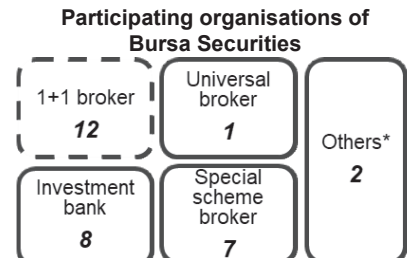 Participating organisations of
Bursa Securities
1+1 broker
12
Universal
broker
1
Others*
2
Investment
bank
8
Special
scheme
broker
7